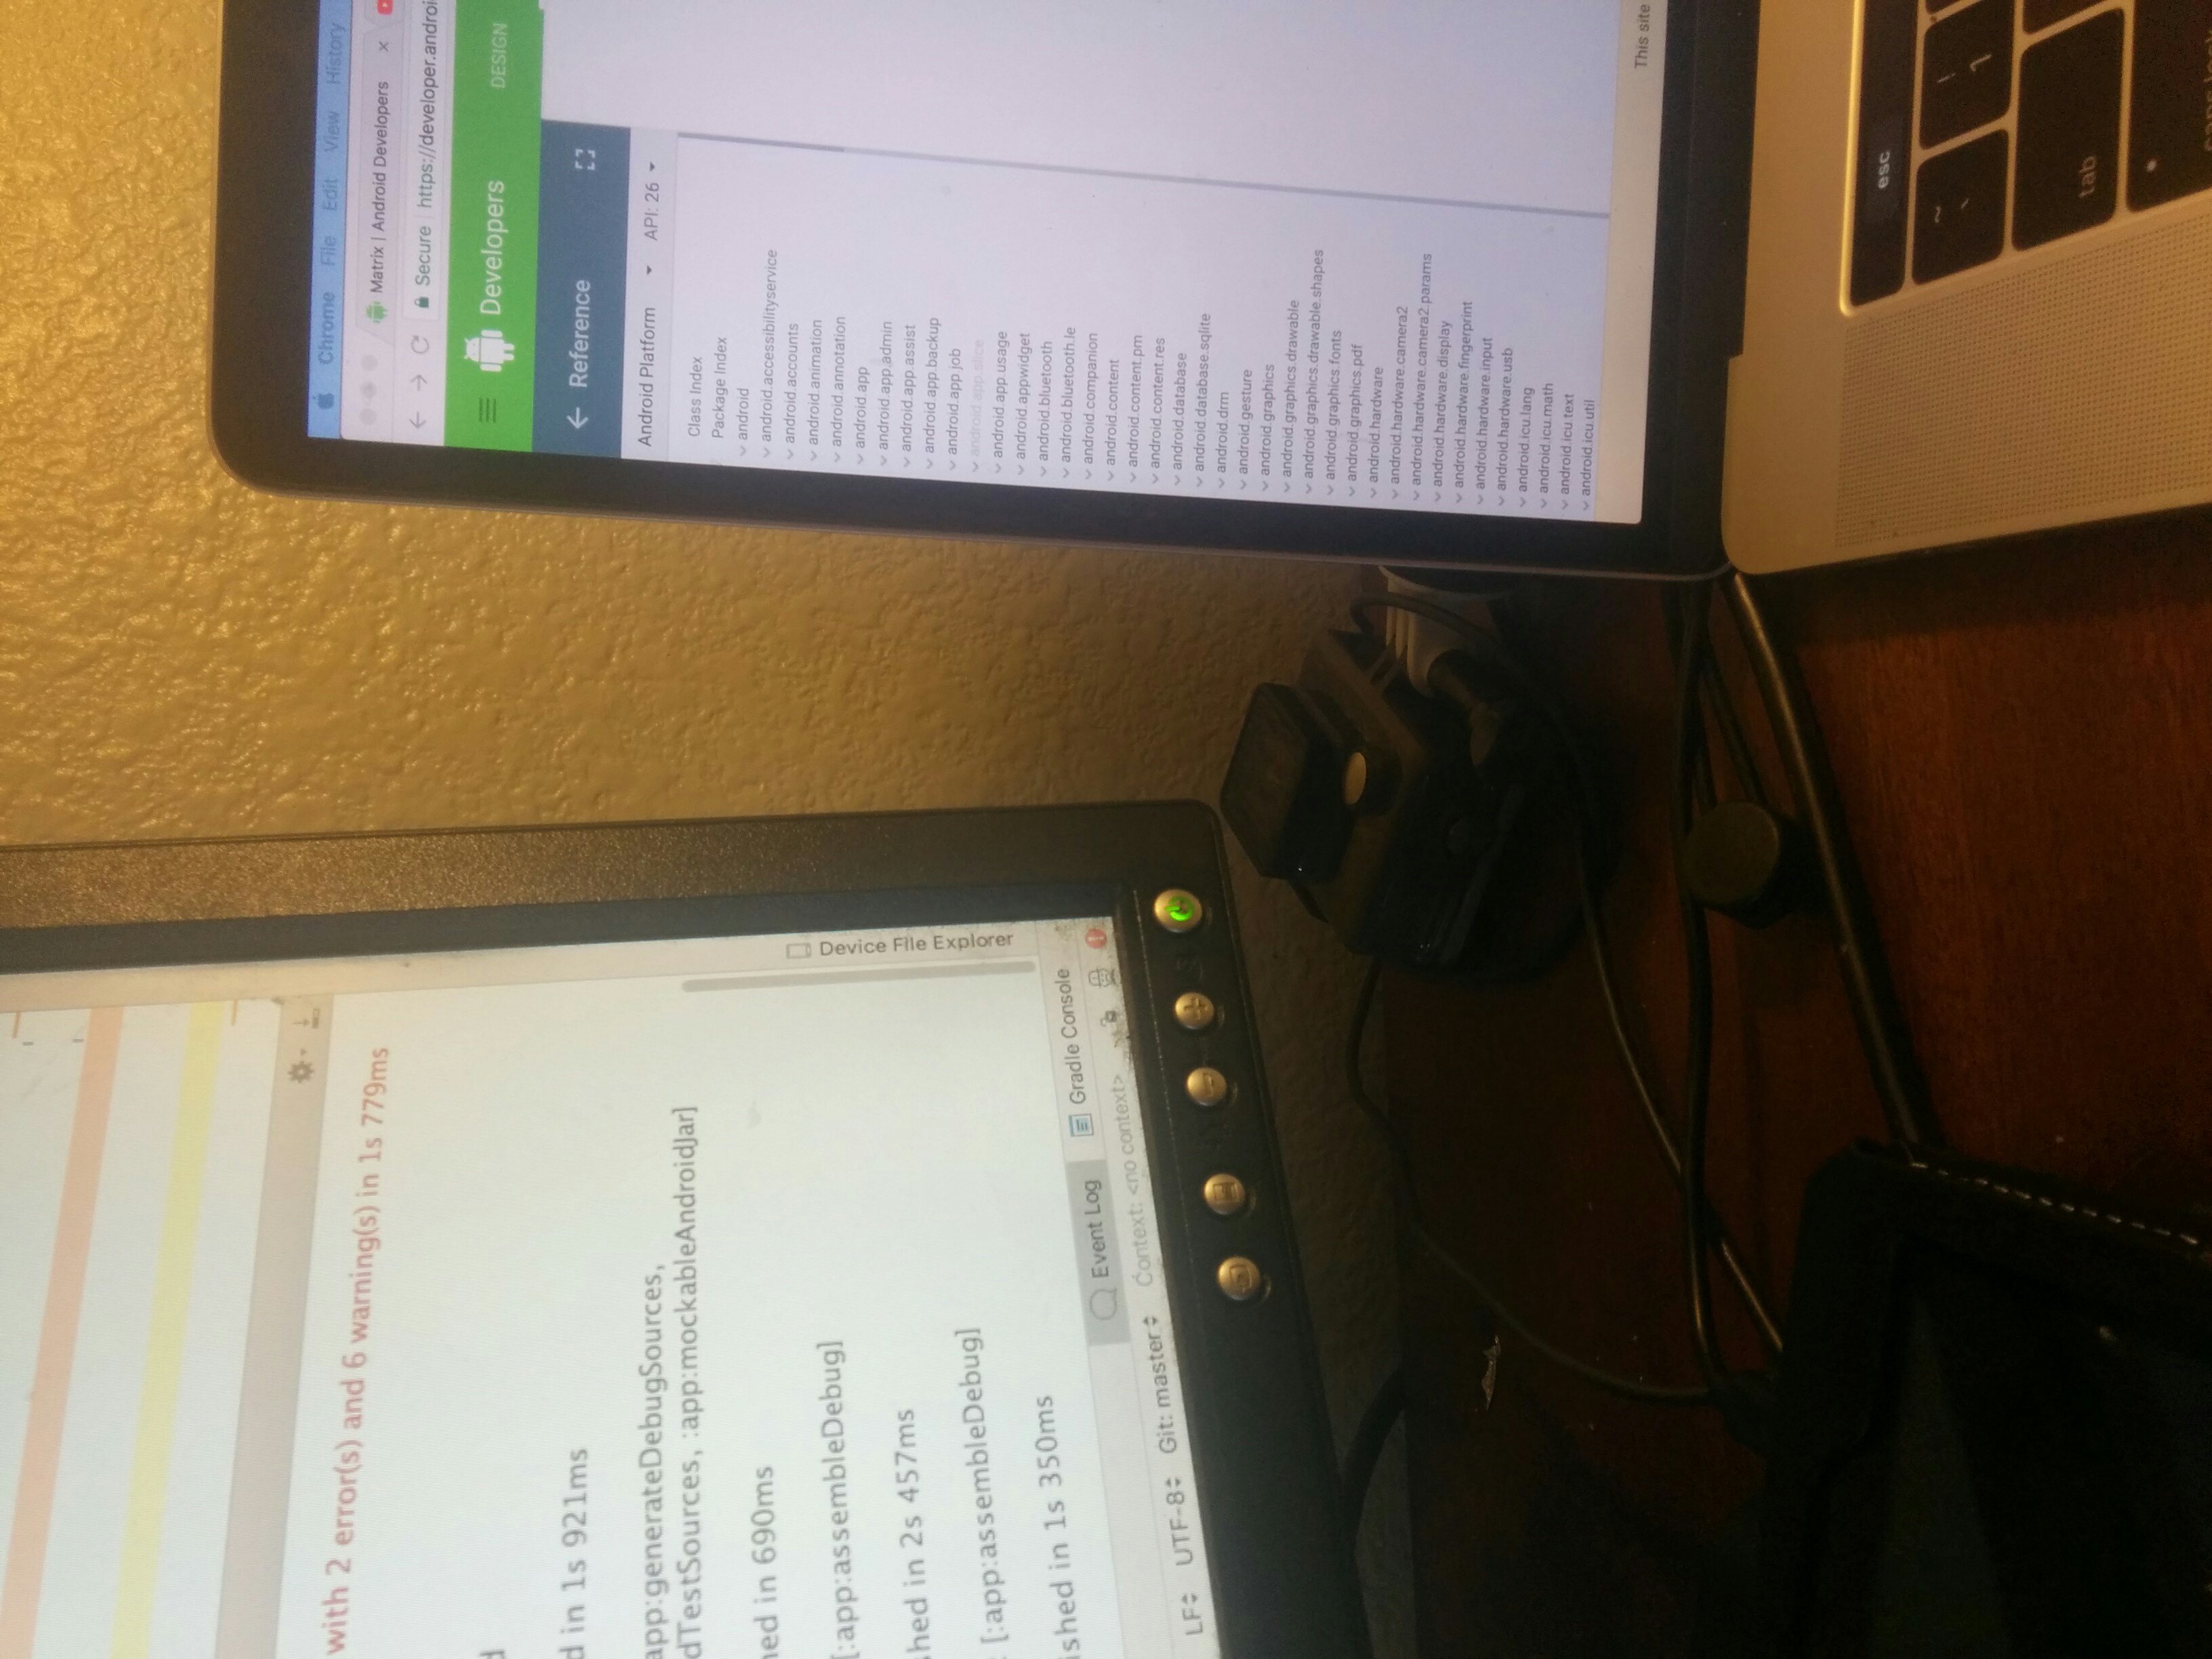 with 2 error(s) and 6 warning(s) in 1s 779ms
d in 1s 921ms
app:generateDebugSources,
dTestSources, :app:mockableAndroidJar]
ned in 690ms
[:app:assembleDebug]
shed in 2s 457ms
[:app:assembleDebug]
shed in 1s 350ms
Device File Explorer
Event Log
Gradle Console
LF
UTF-8
Git: master
Context: <no context>
Chrome File Edit View History
Matrix | Android Developers ×
Secure https://developer.androi
Developers
DESIGN
Reference
Android Platform
API: 26
Class Index
Package Index
android
android.accessibilityservice
android.accounts
android.animation
android.annotation
android.app
android.app.admin
android.app.assist
android.app.backup
android.app.job
android.app.slice
android.app.usage
android.appwidget
android.bluetooth
android.bluetooth.le
android.companion
android.content
android.content.pm
android.content.res
android.database
android.database.sqlite
android.drm
android.gesture
android.graphics
android.graphics.drawable
android.graphics.drawable.shapes
android.graphics.fonts
android.graphics.pdf
android.hardware
android.hardware.camera2
android.hardware.camera2.params
android.hardware.display
android.hardware.fingerprint
android.hardware.input
android.hardware.usb
android.icu.lang
android.icu.math
android.icu.text
android.icu.util
This site
esc
~
`
!
1
tab